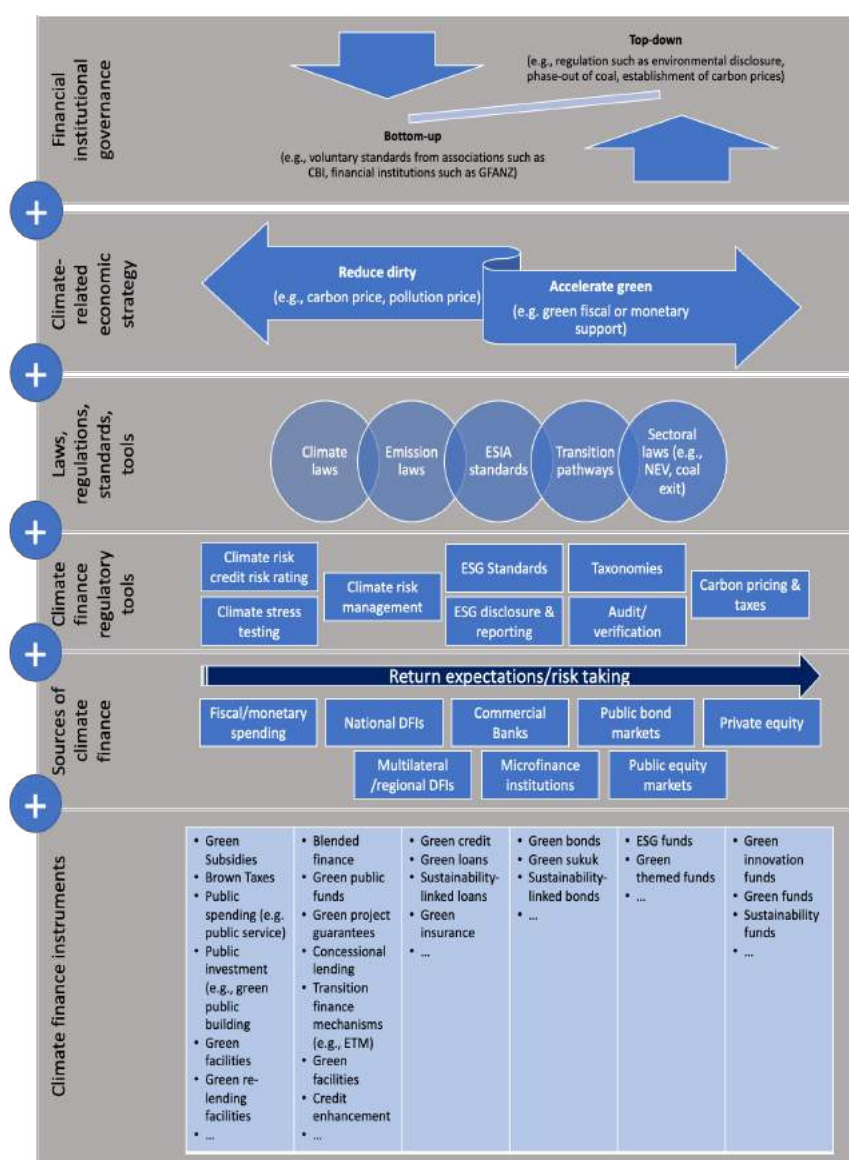 Financial
institutional
governance
Top-down
(e.g., regulation such as environmental disclosure,
phase-out of coal, establishment of carbon prices)
Bottom-up
(e.g., voluntary standards from associations such as
CBI, financial institutions such as GFANZ)
+
Climate-
related
economic
strategy
Reduce dirty
(e.g., carbon price, pollution price)
Accelerate green
(e.g. green fiscal or monetary
support)
+
Laws,
regulations,
standards,
tools
Climate
laws
Emission
laws
ESIA
standards
Transition
pathways
Sectoral
laws (e.g.,
NEV, coal
exit)
+
Climate
finance
regulatory
tools
Climate risk
credit risk rating
Climate stress
testing
Climate risk
management
ESG Standards
ESG disclosure &
reporting
Taxonomies
Audit/
verification
Carbon pricing &
taxes
+
Sources of
climate
finance
Return expectations/risk taking
Fiscal/monetary
spending
National DFIs
Commercial
Banks
Public bond
markets
Private equity
Multilateral
/regional DFIs
Microfinance
institutions
Public equity
markets
+
Climate finance instruments
• Green
Subsidies
• Brown Taxes
• Public
spending (e.g.
public service)
• Public
investment
(e.g., green
public
building
• Green
facilities
• Green re-
lending
facilities
• ...
• Blended
finance
• Green public
funds
• Green project
guarantees
• Concessional
lending
• Transition
finance
mechanisms
(e.g., ETM)
• Green
facilities
• Credit
enhancement
• ...
• Green credit
• Green loans
• Sustainability-
linked loans
• Green
insurance
• ...
• Green bonds
• Green sukuk
• Sustainability-
linked bonds
• ...
• ESG funds
• Green
themed funds
• ...
• Green
innovation
funds
• Green funds
• Sustainability
funds
• ...